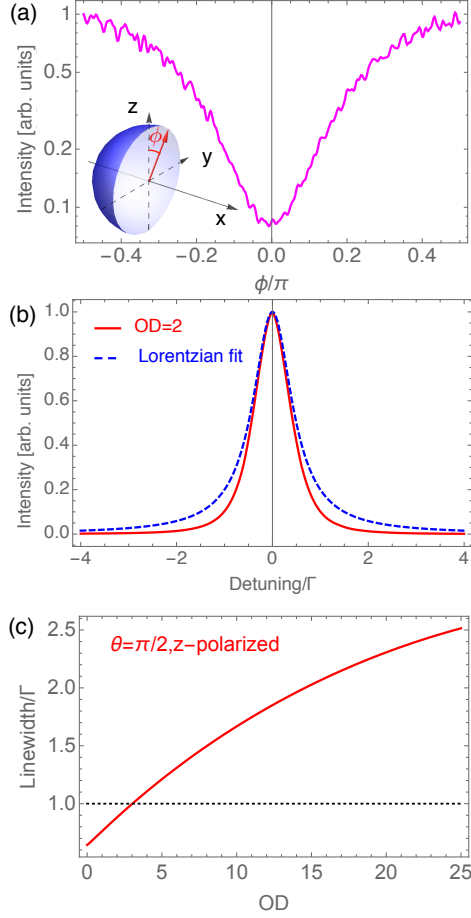 (a)
Intensity [arb. units]
1
0.5
0.2
0.1
z
ϕ
y
x
−0.4 −0.2 0.0 0.2 0.4
ϕ/π
(b)
Intensity [arb. units]
1.0
0.8
0.6
0.4
0.2
0.0
OD=2
Lorentzian fit
−4 −2 0 2 4
Detuning/Γ
(c)
Linewidth/Γ
2.5
2.0
1.5
1.0
θ=π/2,z−polarized
0 5 10 15 20 25
OD